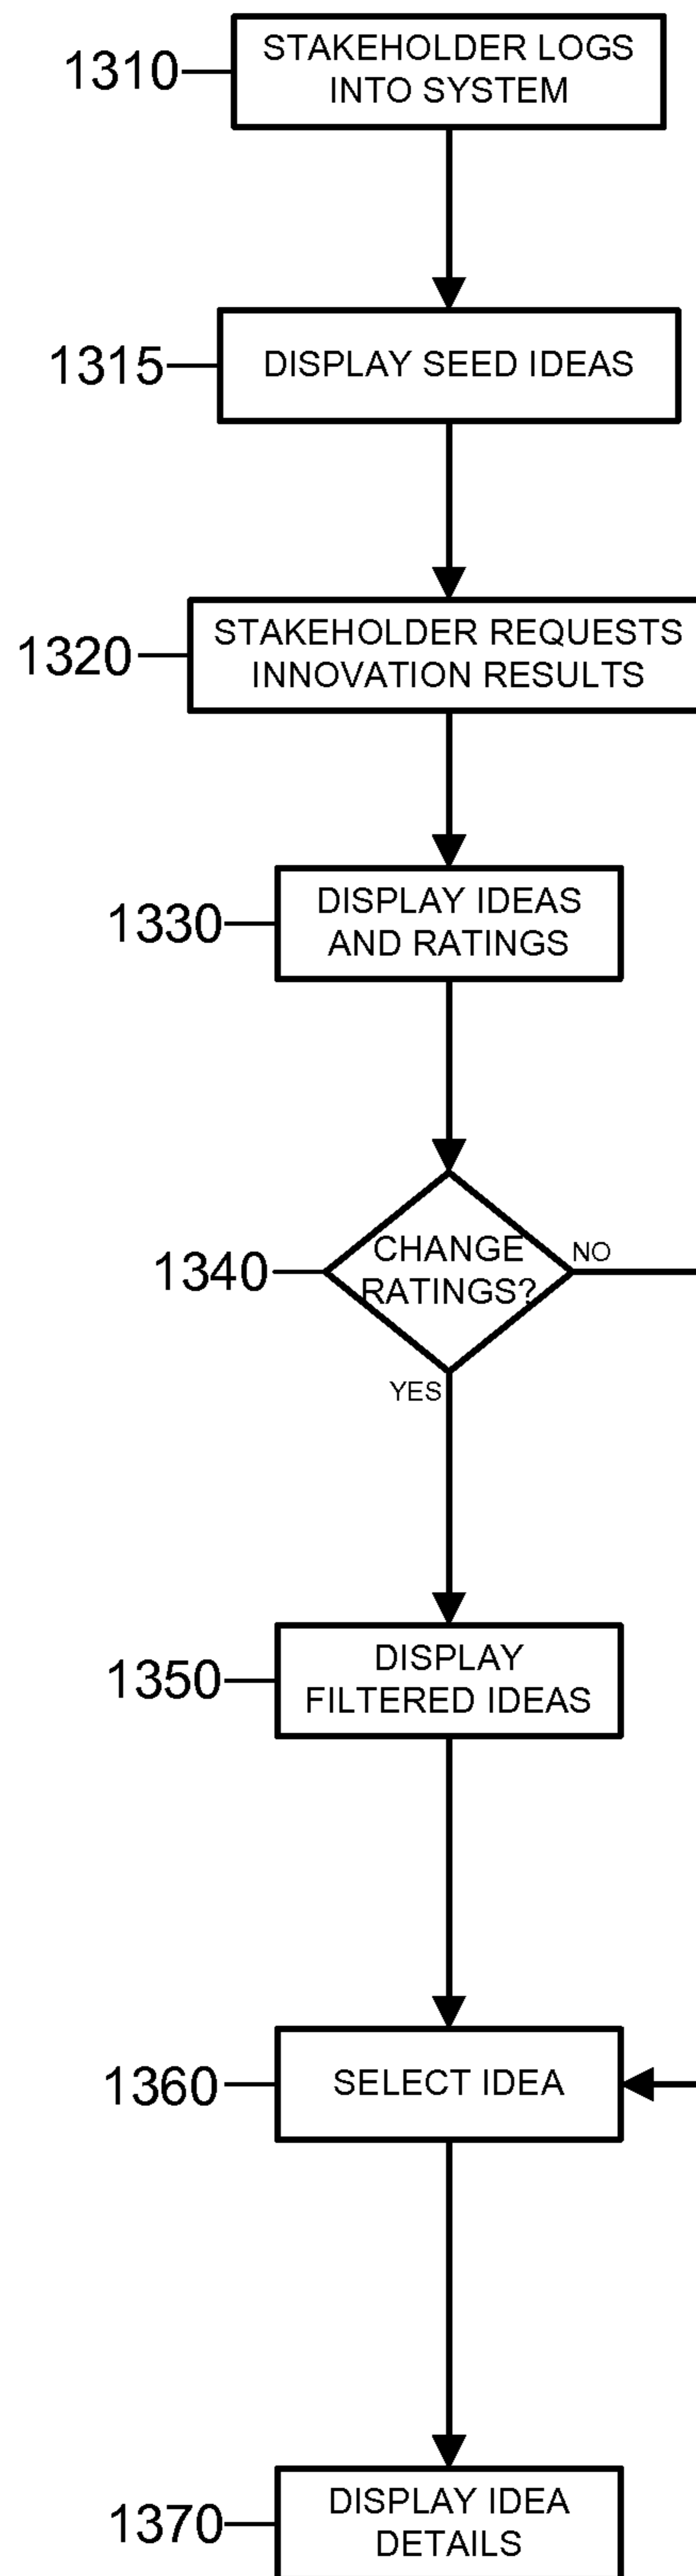 1310
STAKEHOLDER LOGS
INTO SYSTEM
1315
DISPLAY SEED IDEAS
1320
STAKEHOLDER REQUESTS
INNOVATION RESULTS
1330
DISPLAY IDEAS
AND RATINGS
1340
CHANGE
RATINGS?
NO
YES
1350
DISPLAY
FILTERED IDEAS
1360
SELECT IDEA
1370
DISPLAY IDEA
DETAILS